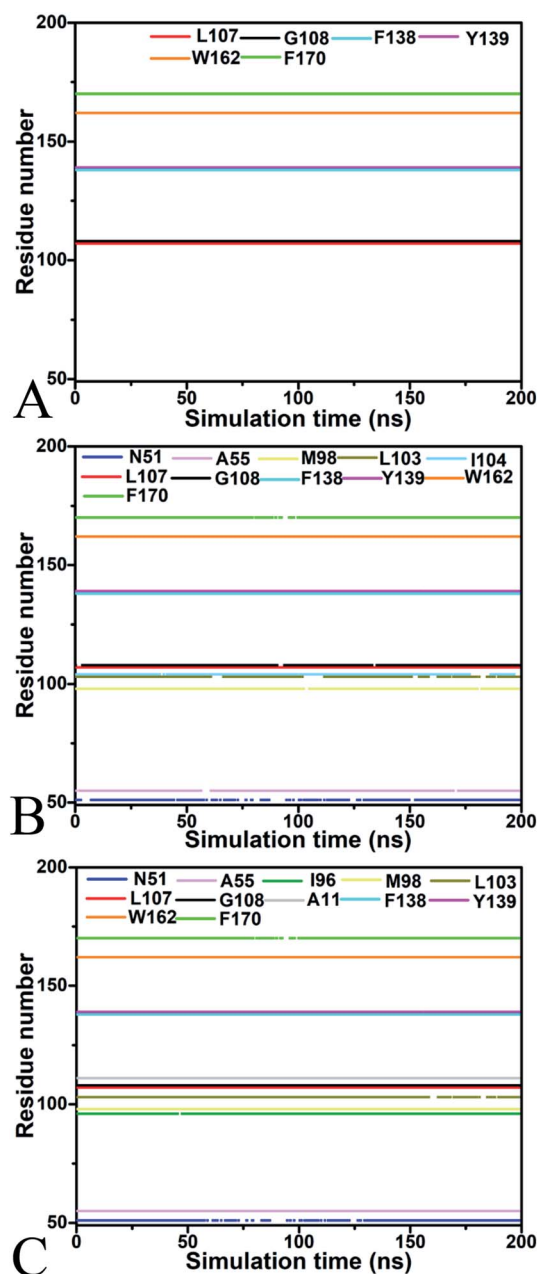 200
L107 G108 F138 Y139
W162 F170
150
100
50
Residue number
0 50 100 150 200
Simulation time (ns)
A
200
N51 A55 M98 L103 I104
L107 G108 F138 Y139 W162
F170
150
100
50
Residue number
0 50 100 150 200
Simulation time (ns)
B
200
N51 A55 I96 M98 L103
L107 G108 A11 F138 Y139
W162 F170
150
100
50
Residue number
0 50 100 150 200
Simulation time (ns)
C